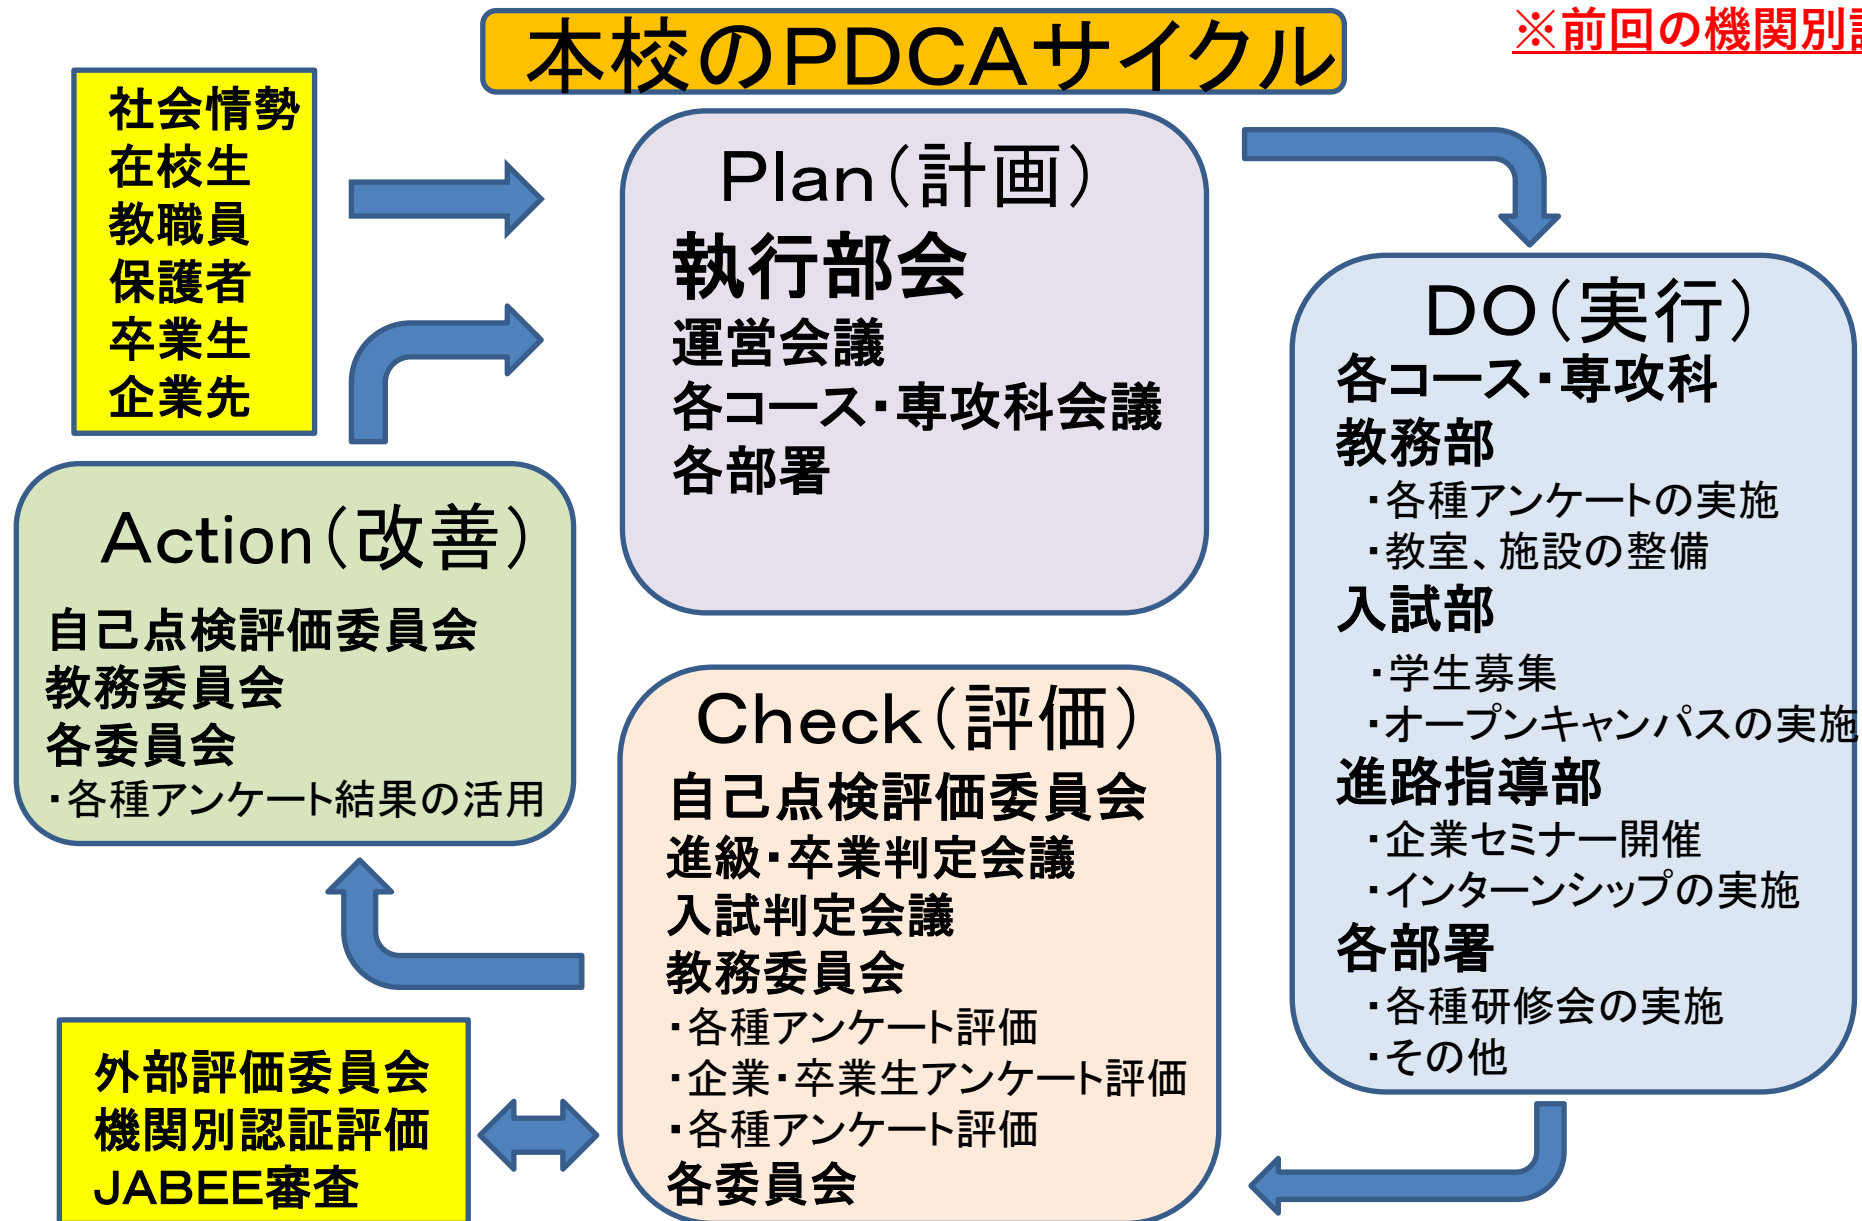 本校のPDCAサイクル
※前回の機関別
社会情勢
在校生
教職員
保護者
卒業生
企業先
Plan（計画）
執行部会
運営会議
各コース・専攻科会議
各部署
DO（実行）
各コース・専攻科
教務部
・各種アンケートの実施
・教室、施設の整備
入試部
・学生募集
・オープンキャンパスの実施
進路指導部
・企業セミナー開催
・インターンシップの実施
各部署
・各種研修会の実施
・その他
Action（改善）
自己点検評価委員会
教務委員会
各委員会
・各種アンケート結果の活用
Check（評価）
自己点検評価委員会
進級・卒業判定会議
入試判定会議
教務委員会
・各種アンケート評価
・企業・卒業生アンケート評価
・各種アンケート評価
各委員会
外部評価委員会
機関別認証評価
JABEE審査